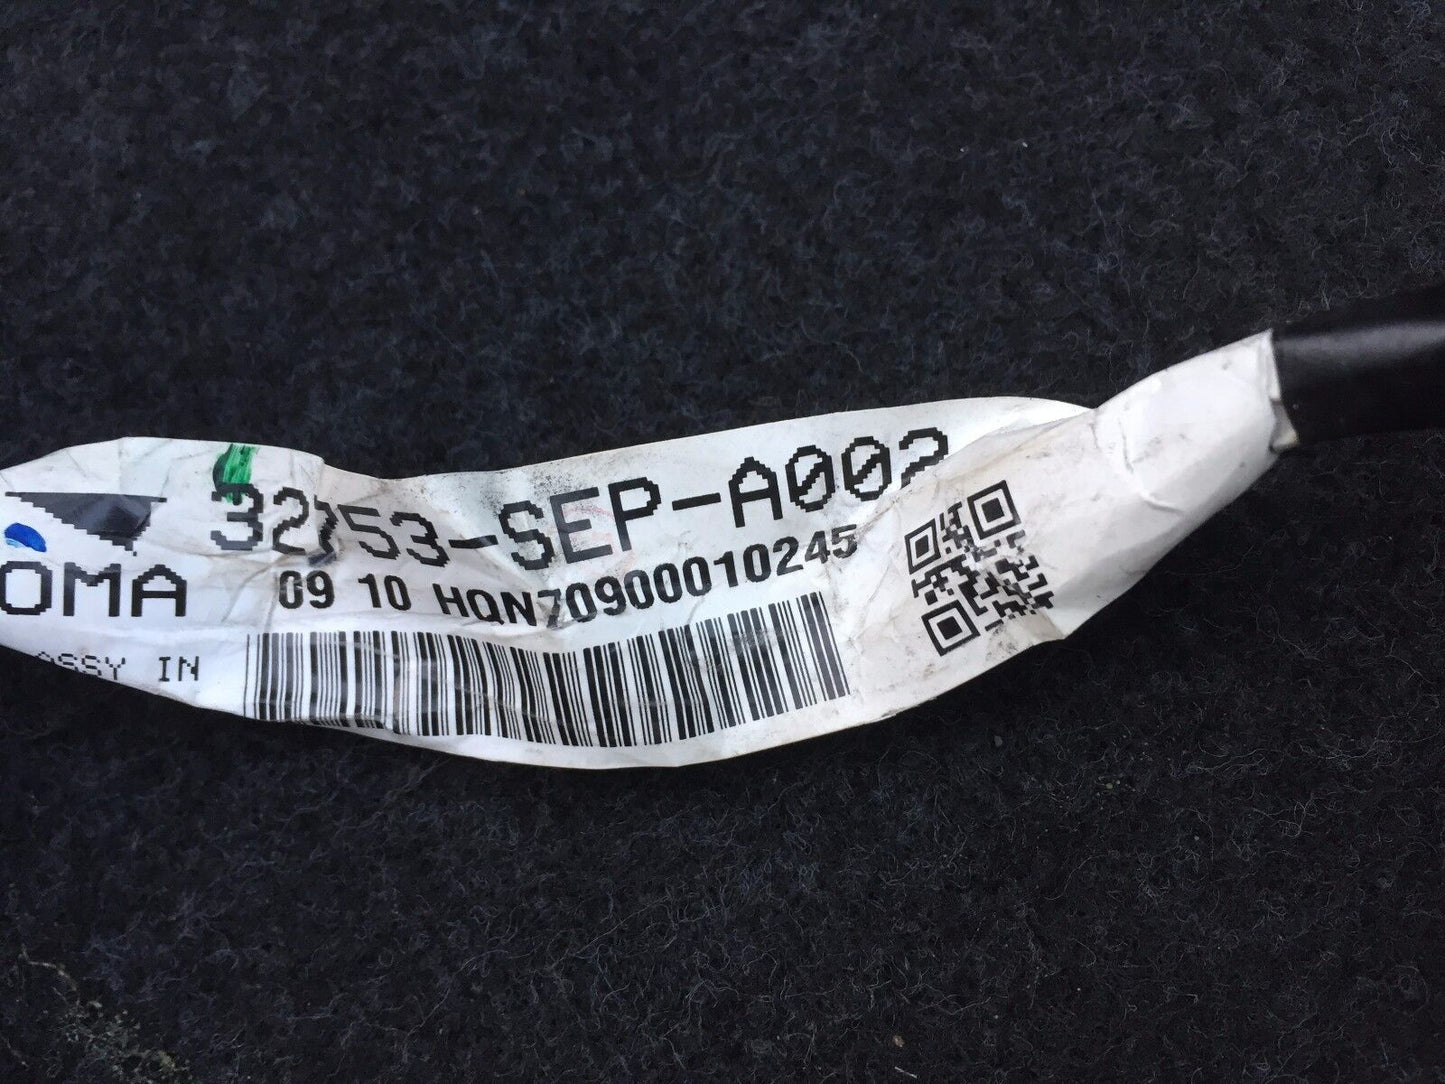 32753-SEP-A002
OMA
09 10 HQN70900010245
ASSY IN